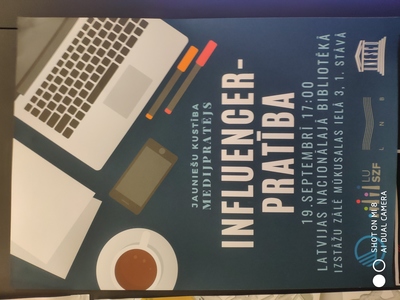 JAUNIEŠU KUSTĪBA
MEDIJPRATĒJS
INFLUENCER-
PRATĪBA
19.SEPTEMBRĪ 17:00
LATVIJAS NACIONĀLAJĀ BIBLIOTĒKĀ
IZSTĀŽU ZĀLĒ MŪKUSALAS IELĀ 3, 1. STĀVĀ
LU
SZF
L N B
SHOT ON MI 8
AI DUAL CAMERA